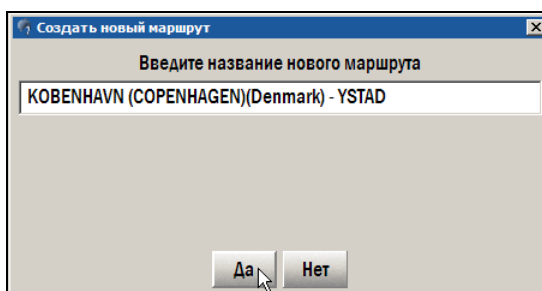 Создать новый маршрут
Введите название нового маршрута
KOBENHAVN (COPENHAGEN)(Denmark) - YSTAD
Да Нет